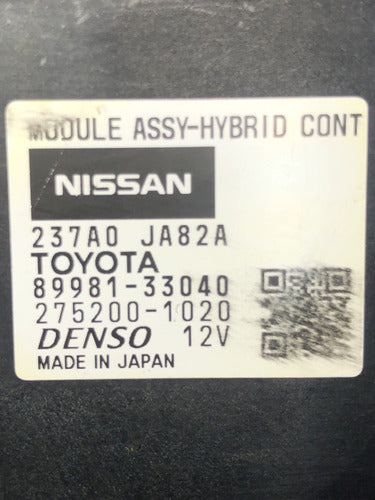 MODULE ASSY-HYBRID CONT
NISSAN
237A0 JA82A
TOYOTA
89981-33040
275200-1020
DENSO 12V
MADE IN JAPAN